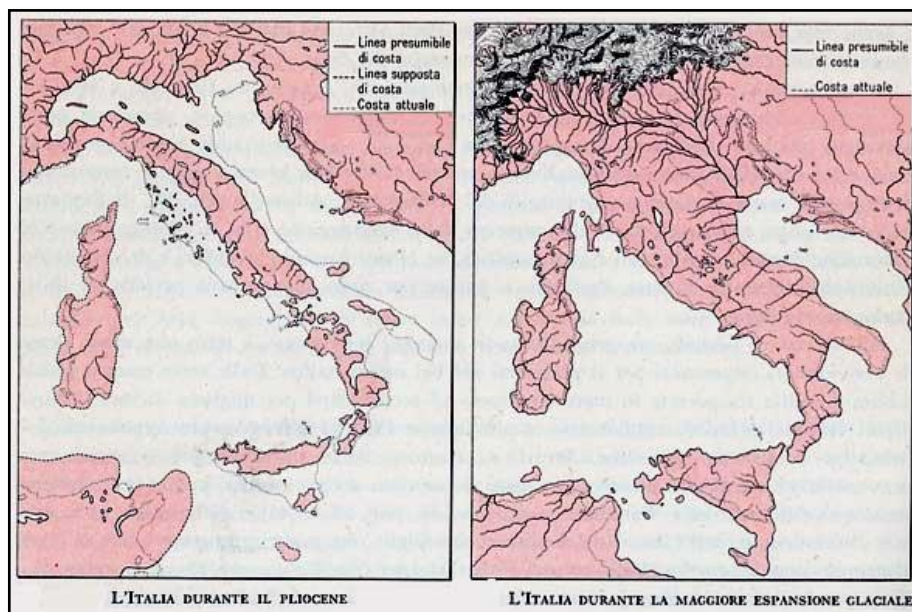 Linea presumibile
di costa
Linea supposta
di costa
Costa attuale
L'ITALIA DURANTE IL PLIOCENE
Linea presumibile
di costa
Costa attuale
L'ITALIA DURANTE LA MAGGIORE ESPANSIONE GLACIALE